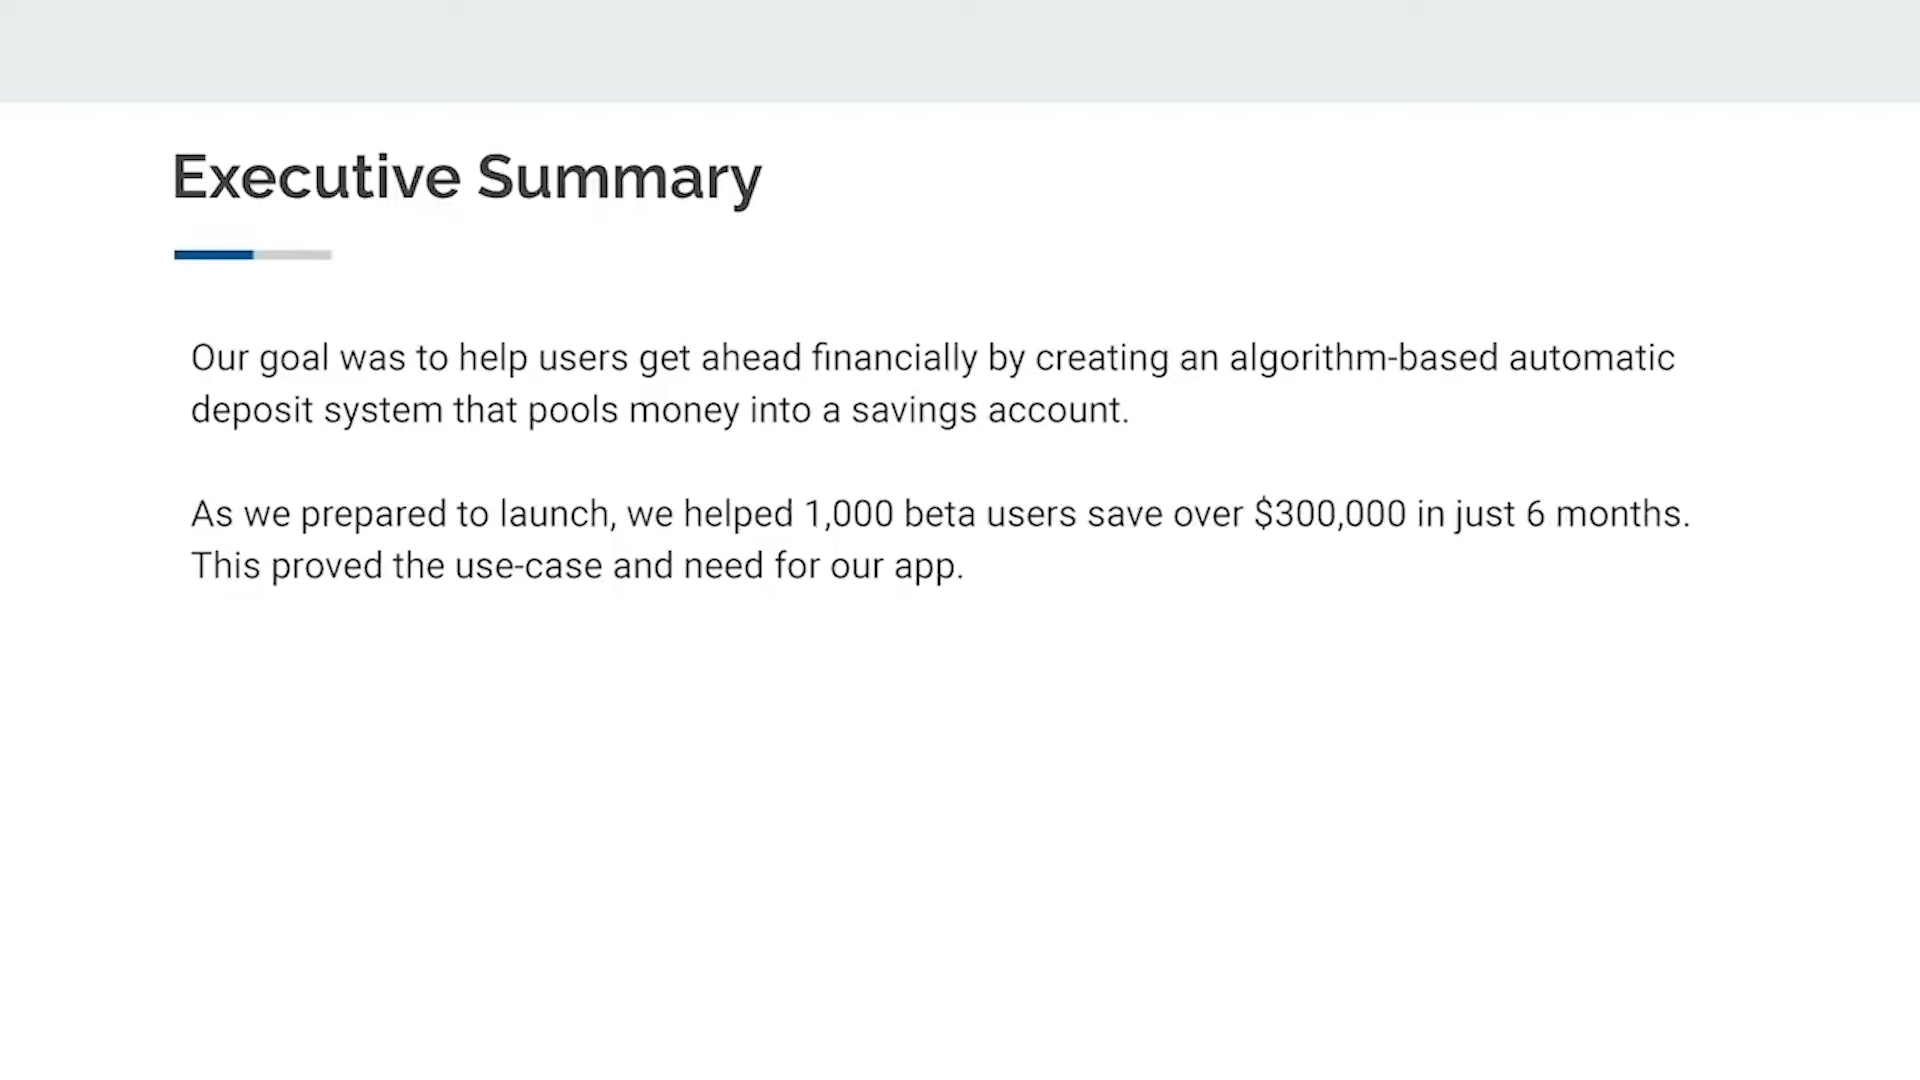 Executive Summary
Our goal was to help users get ahead financially by creating an algorithm-based automatic
deposit system that pools money into a savings account.
As we prepared to launch, we helped 1,000 beta users save over $300,000 in just 6 months.
This proved the use-case and need for our app.